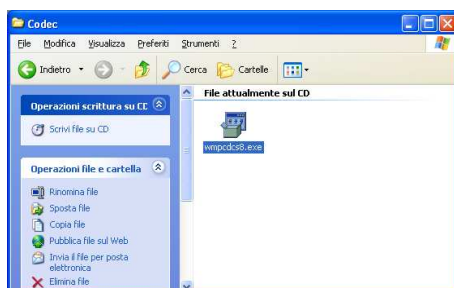 Codec
File Modifica Visualizza Preferiti Strumenti ?
Indietro Cerca Cartelle
Operazioni scrittura su CC
Scrivi file su CD
Operazioni file e cartella
Rinomina file
Sposta file
Copia file
Pubblica file sul Web
Invia il file per posta
elettronica
Elimina file
File attualmente sul CD
wmpcdcs8.exe